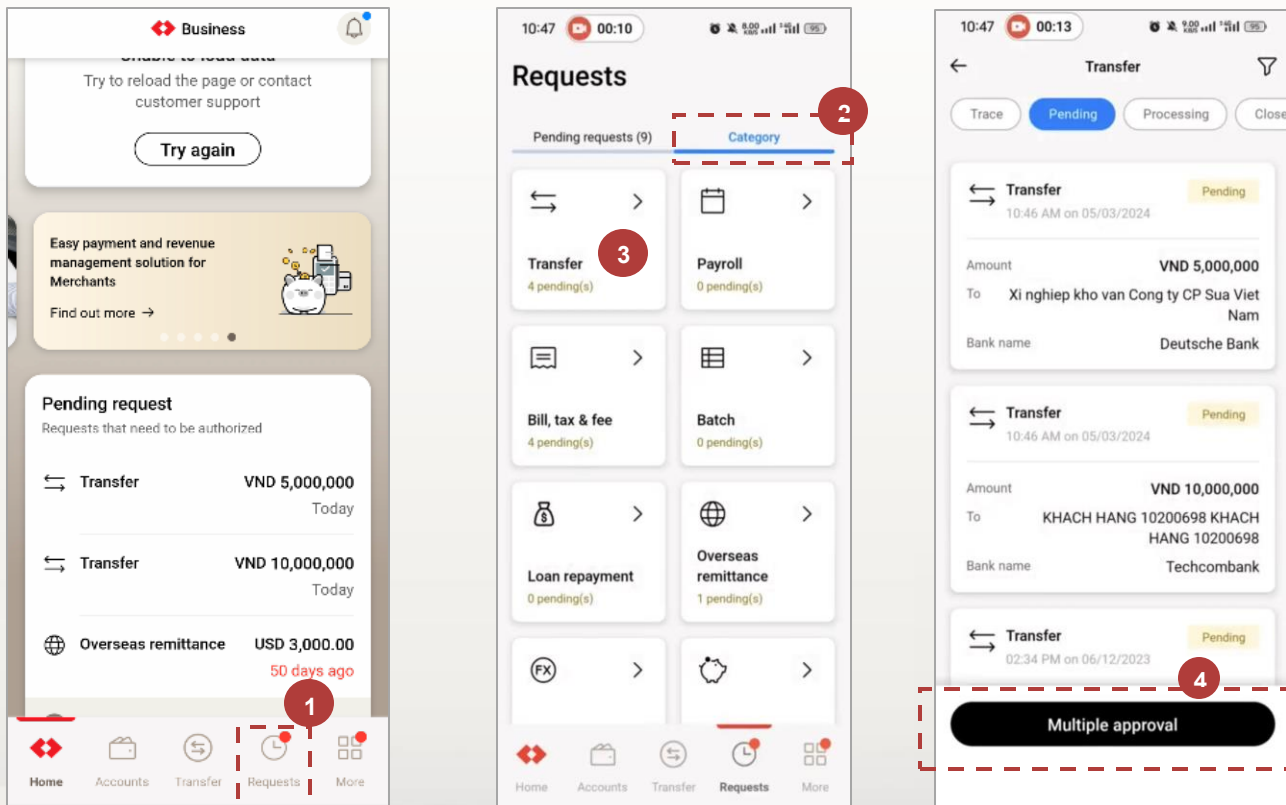 Business
Unable to load data
Try to reload the page or contact
customer support
Try again
Easy payment and revenue
management solution for
Merchants
Find out more →
Pending request
Requests that need to be authorized
Transfer
VND 5,000,000
Today
Transfer
VND 10,000,000
Today
Overseas remittance
USD 3,000.00
50 days ago
1
Home
Accounts
Transfer
Requests
More
10:47
00:10
8.00 KB/S
95
Requests
2
Pending requests (9)
Category
Transfer
3
4 pending(s)
Payroll
0 pending(s)
Bill, tax & fee
4 pending(s)
Batch
0 pending(s)
Loan repayment
0 pending(s)
Overseas
remittance
1 pending(s)
FX
Home
Accounts
Transfer
Requests
More
10:47
00:13
9.00 KB/S
95
Transfer
Trace
Pending
Processing
Close
Transfer
Pending
10:46 AM on 05/03/2024
Amount
VND 5,000,000
To
Xi nghiep kho van Cong ty CP Sua Viet
Nam
Bank name
Deutsche Bank
Transfer
Pending
10:46 AM on 05/03/2024
Amount
VND 10,000,000
To
KHACH HANG 10200698 KHACH
HANG 10200698
Bank name
Techcombank
Transfer
Pending
02:34 PM on 06/12/2023
4
Multiple approval